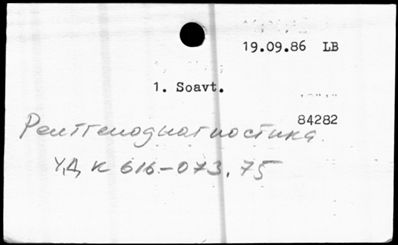 19.09.86 LB
1. Soavt.
84282
Рентгенодиагностика.
УДК 616-073.75